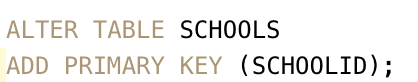 ALTER TABLE SCHOOLS
ADD PRIMARY KEY (SCHOOLID);